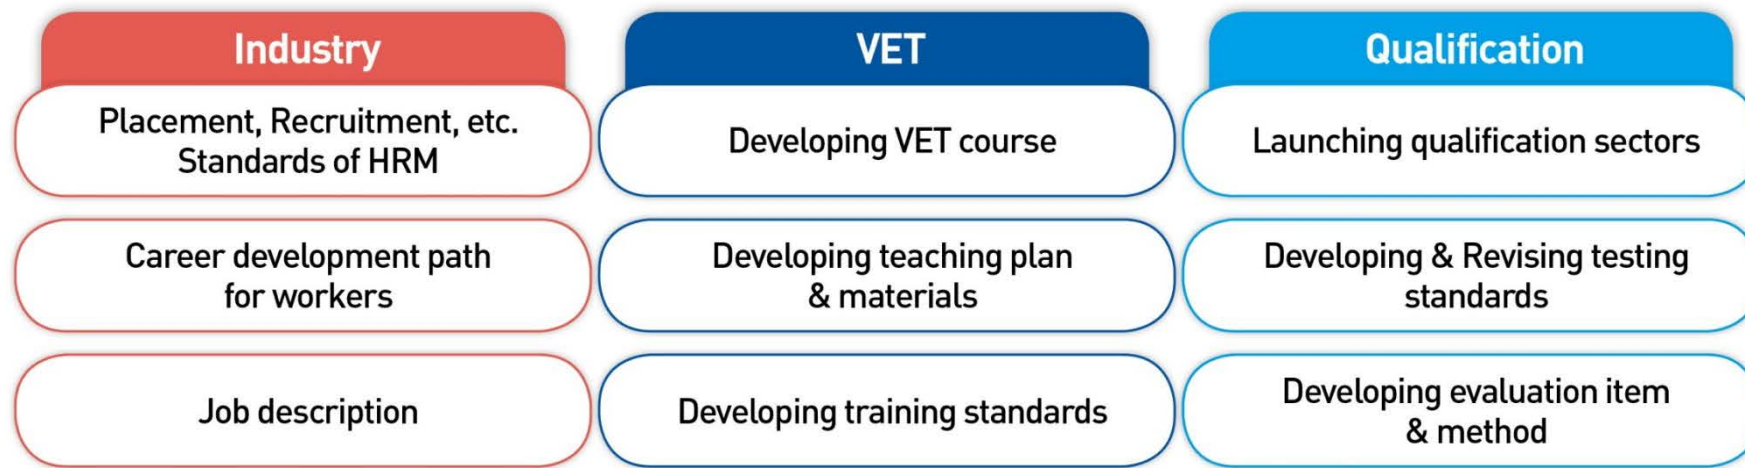 Industry
Placement, Recruitment, etc.
Standards of HRM
Career development path
for workers
Job description
VET
Developing VET course
Developing teaching plan
& materials
Developing training standards
Qualification
Launching qualification sectors
Developing & Revising testing
standards
Developing evaluation item
& method